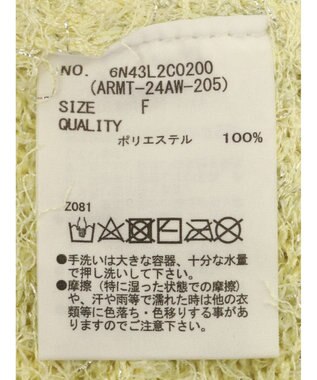 NO. 6N43L2C0200
(ARMT-24AW-205)
SIZE F
QUALITY
ポリエステル 100%
Z081
●手洗いは大きな容器、十分な水量
で押し洗いして下さい。
●摩擦（特に湿った状態での摩擦）
や、汗や雨等で濡れた時は他の衣
類等に色落ち・色移りする事があり
ますのでご注意下さい。